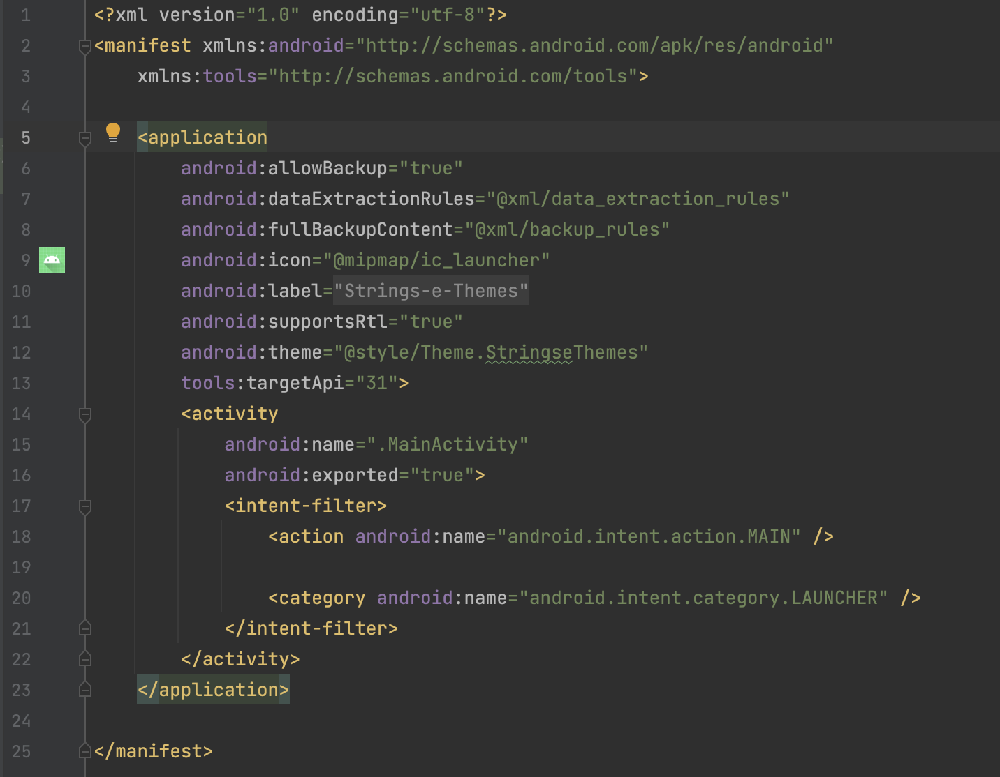 1 <?xml version="1.0" encoding="utf-8"?>
2 <manifest xmlns:android="http://schemas.android.com/apk/res/android"
3     xmlns:tools="http://schemas.android.com/tools">
4
5     <application
6         android:allowBackup="true"
7         android:dataExtractionRules="@xml/data_extraction_rules"
8         android:fullBackupContent="@xml/backup_rules"
9         android:icon="@mipmap/ic_launcher"
10         android:label="Strings-e-Themes"
11         android:supportsRtl="true"
12         android:theme="@style/Theme.StringseThemes"
13         tools:targetApi="31">
14         <activity
15             android:name=".MainActivity"
16             android:exported="true">
17             <intent-filter>
18                 <action android:name="android.intent.action.MAIN" />
19
20                 <category android:name="android.intent.category.LAUNCHER" />
21             </intent-filter>
22         </activity>
23     </application>
24
25 </manifest>